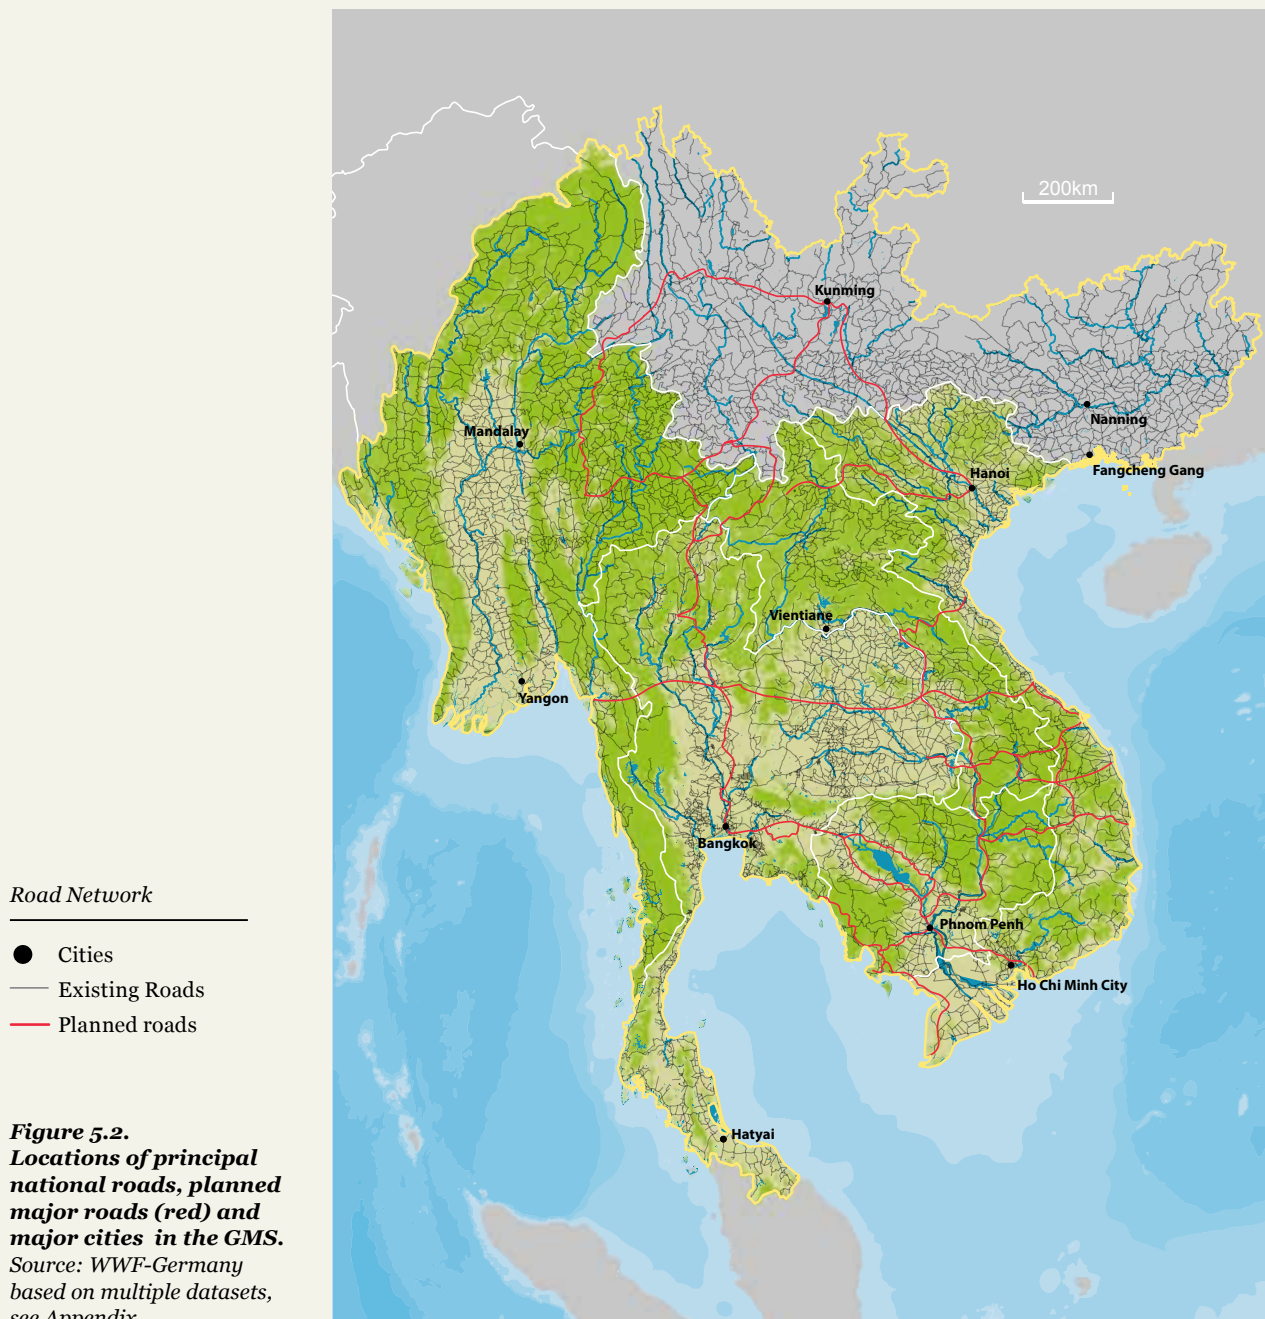 200km
Kunming
Nanning
Mandalay
Hanoi
Fangcheng Gang
Vientiane
Yangon
Bangkok
Phnom Penh
Ho Chi Minh City
Hatyai
Road Network
Cities
Existing Roads
Planned roads
Figure 5.2.
Locations of principal
national roads, planned
major roads (red) and
major cities in the GMS.
Source: WWF-Germany
based on multiple datasets,
see Appendix